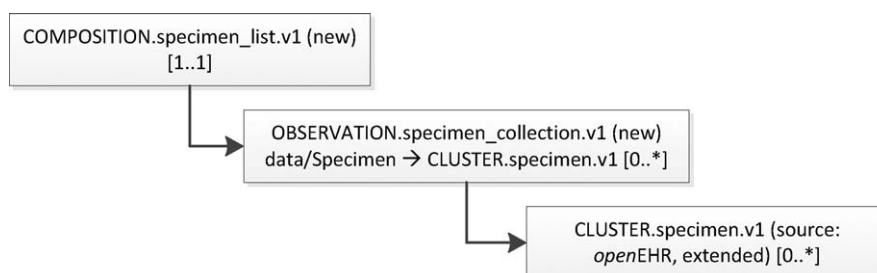 COMPOSITION.specimen_list.v1 (new)
[1..1]
OBSERVATION.specimen_collection.v1 (new)
data/Specimen → CLUSTER.specimen.v1 [0..*]
CLUSTER.specimen.v1 (source:
openEHR, extended) [0..*]